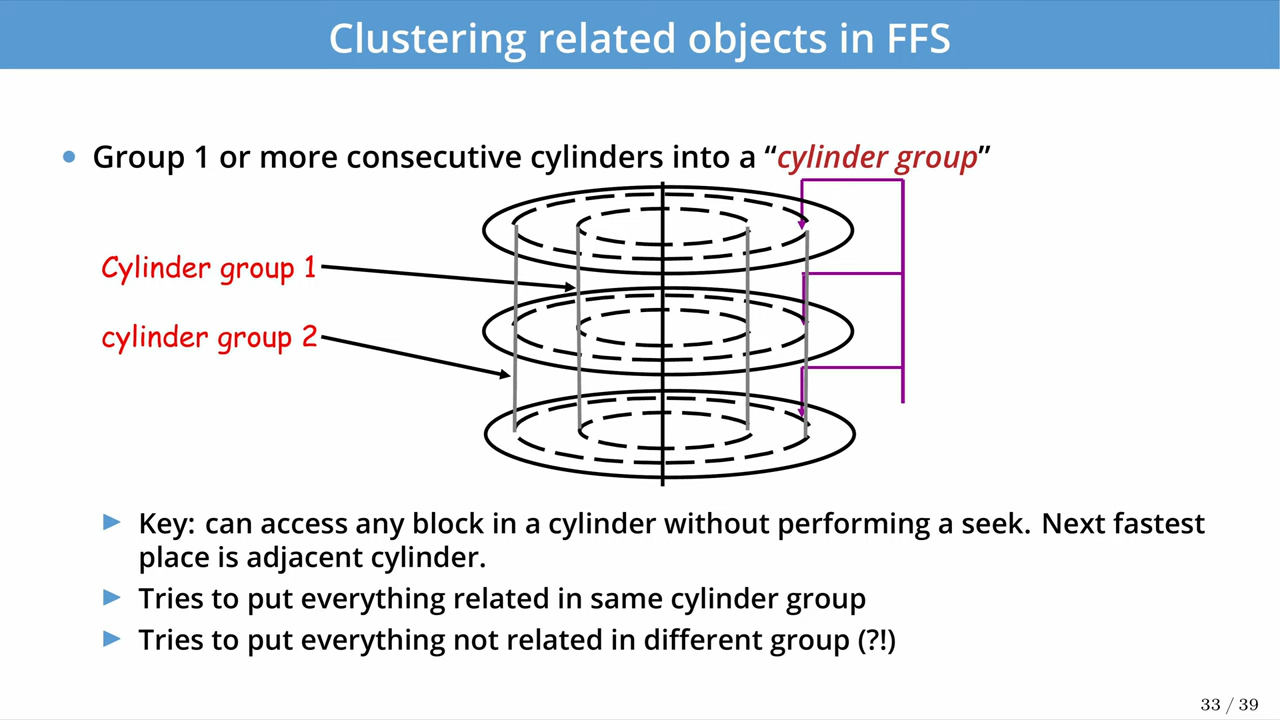 Clustering related objects in FFS
• Group 1 or more consecutive cylinders into a “cylinder group”
Cylinder group 1
cylinder group 2
▶ Key: can access any block in a cylinder without performing a seek. Next fastest
place is adjacent cylinder.
▶ Tries to put everything related in same cylinder group
▶ Tries to put everything not related in different group (?!)
33 / 39